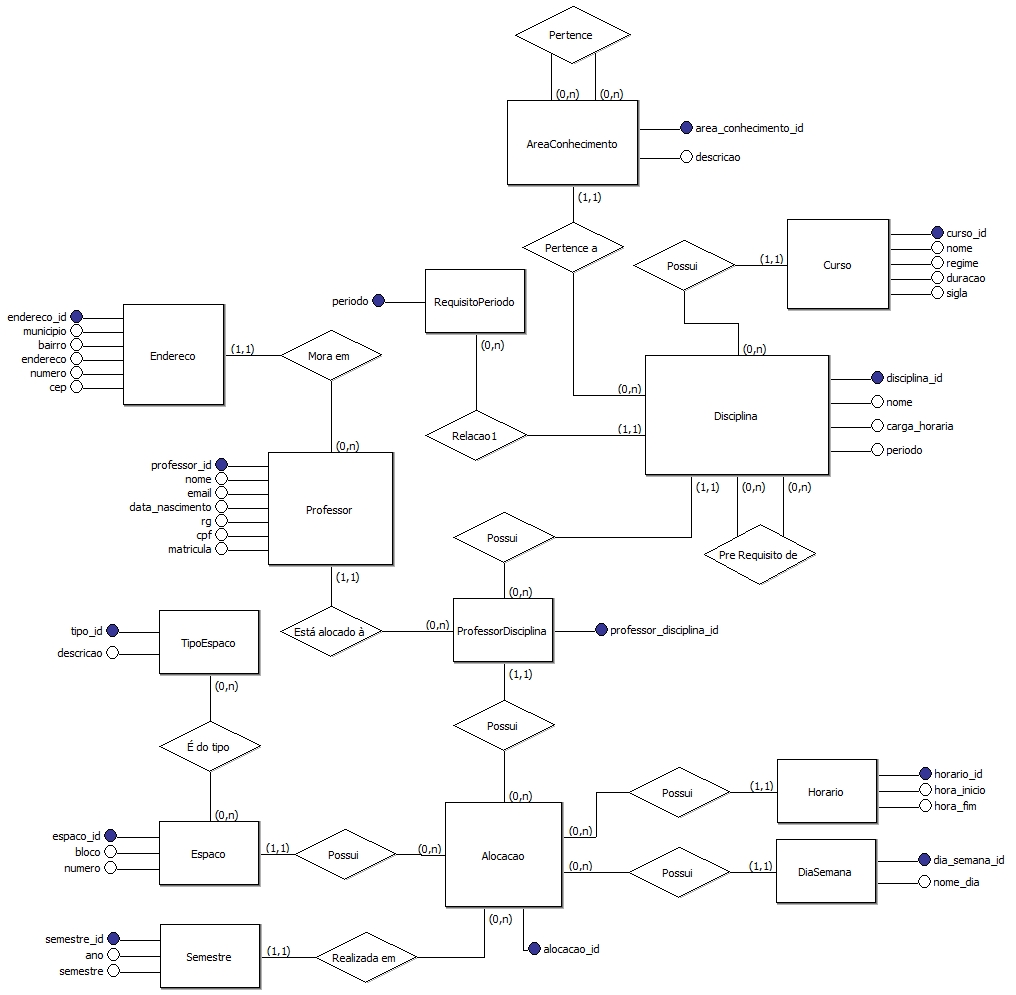 Pertence
(0,n) (0,n)
AreaConhecimento
area_conhecimento_id
descricao
(1,1)
Pertence a
Possui
(1,1)
Curso
curso_id
nome
regime
duracao
sigla
periodo
RequisitoPeriodo
(0,n)
endereco_id
municipio
bairro
endereco
numero
cep
Endereco
(1,1)
Mora em
(0,n)
(0,n)
Disciplina
disciplina_id
nome
carga_horaria
periodo
Relacao1
(1,1)
(0,n)
professor_id
nome
email
data_nascimento
rg
cpf
matricula
Professor
(1,1) (0,n) (0,n)
Possui
Pre Requisito de
(1,1)
(0,n)
Está alocado à
(0,n)
ProfessorDisciplina
professor_disciplina_id
tipo_id
descricao
TipoEspaco
(0,n)
(1,1)
Possui
É do tipo
(0,n)
(0,n)
Possui
(1,1)
Horario
horario_id
hora_inicio
hora_fim
(0,n)
espaco_id
bloco
numero
Espaco
(1,1)
Possui
(0,n)
Alocacao
(0,n)
Possui
(1,1)
DiaSemana
dia_semana_id
nome_dia
(0,n)
alocacao_id
semestre_id
ano
semestre
Semestre
(1,1)
Realizada em